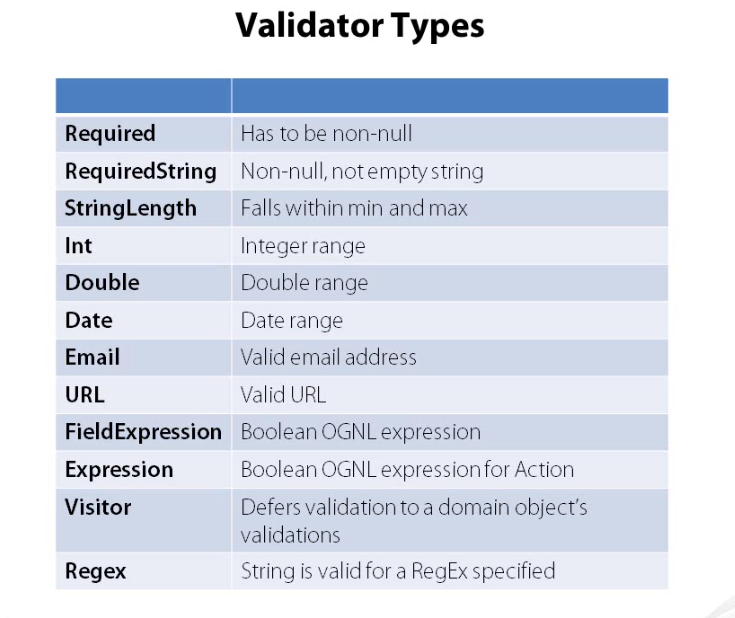 Validator Types
Required Has to be non-null
RequiredString Non-null, not empty string
StringLength Falls within min and max
Int Integer range
Double Double range
Date Date range
Email Valid email address
URL Valid URL
FieldExpression Boolean OGNL expression
Expression Boolean OGNL expression for Action
Visitor Defers validation to a domain object's
validations
Regex String is valid for a RegEx specified